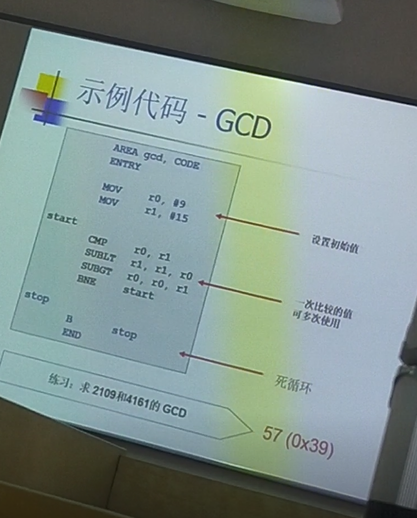 示例代码 - GCD
AREA gcd, CODE
ENTRY
MOV r0, #9
MOV r1, #15
start
CMP r0, r1
SUBLT r1, r1, r0
SUBGT r0, r0, r1
BNE start
stop
B stop
END
设置初始值
一次比较的值
可多次使用
死循环
练习：求 2109和4161的 GCD
57 (0x39)